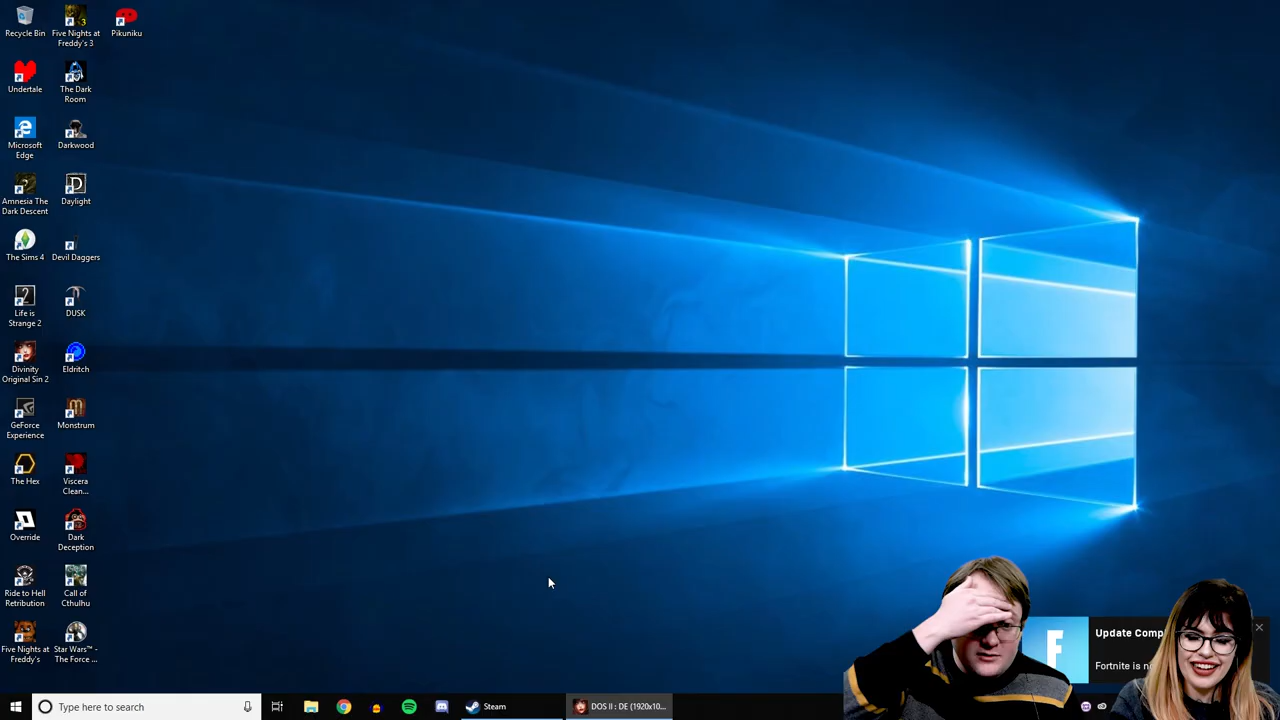 Recycle Bin
Five Nights at
Freddy's 3
Pikuniku
Undertale
The Dark
Room
Microsoft
Edge
Darkwood
Amnesia The
Dark Descent
Daylight
The Sims 4
Devil Daggers
Life is
Strange 2
DUSK
Divinity
Original Sin 2
Eldritch
GeForce
Experience
Monstrum
The Hex
Viscera
Clean...
Override
Dark
Deception
Ride to Hell
Retribution
Call of
Cthulhu
Five Nights at
Freddy's
Star Wars™ -
The Force ...
Update Comp
Fortnite is
Type here to search
Steam
DOS II : DE (1920x10...